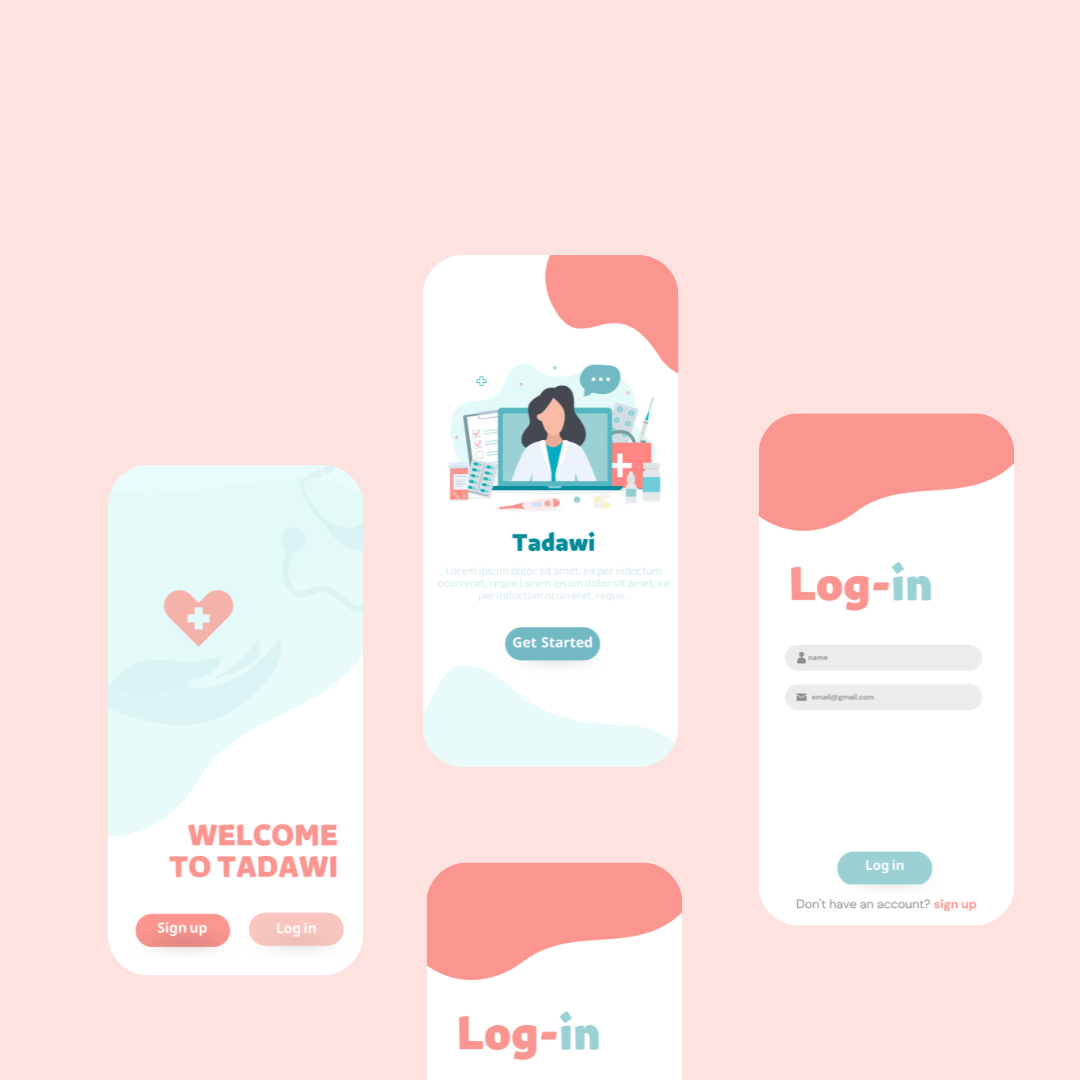 Tadawi
Lorem ipsum dolor sit amet, ea per indoctum
ocurreret, reque Lorem ipsum dolor sit amet, ea
per indoctum ocurreret, reque..
Get Started
WELCOME
TO TADAWI
Sign up
Log in
Log-in
name
email@gmail.com
Log in
Don't have an account? sign up
Log-in